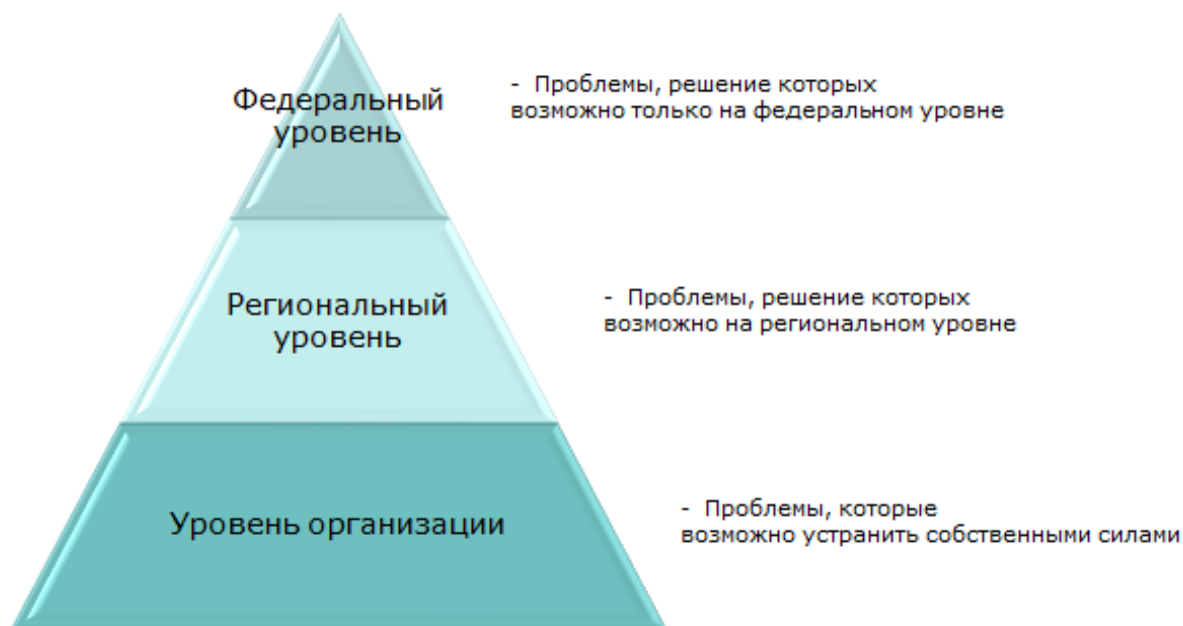 Федеральный
уровень
- Проблемы, решение которых
возможно только на федеральном уровне
Региональный
уровень
- Проблемы, решение которых
возможно на региональном уровне
Уровень организации
- Проблемы, которые
возможно устранить собственными силами